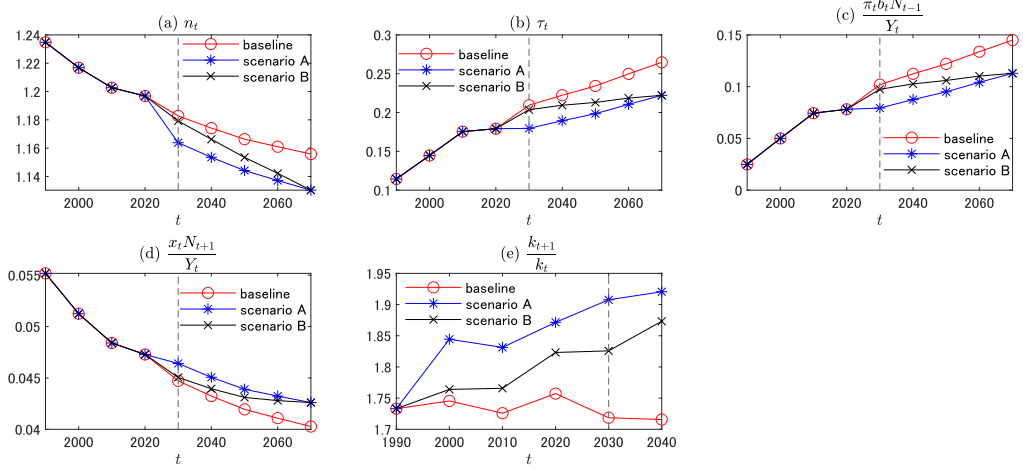 (a) n_t
1.24
1.22
1.2
1.18
1.16
1.14
2000 2020 2040 2060
t
baseline
scenario A
scenario B
(b) τ_t
0.3
0.25
0.2
0.15
0.1
2000 2020 2040 2060
t
baseline
scenario A
scenario B
(c) π_t b_t N_{t−1} / Y_t
0.15
0.1
0.05
0
2000 2020 2040 2060
t
baseline
scenario A
scenario B
(d) x_t N_{t+1} / Y_t
0.055
0.05
0.045
0.04
2000 2020 2040 2060
t
baseline
scenario A
scenario B
(e) k_{t+1} / k_t
1.95
1.9
1.85
1.8
1.75
1.7
1990 2000 2010 2020 2030 2040
t
baseline
scenario A
scenario B